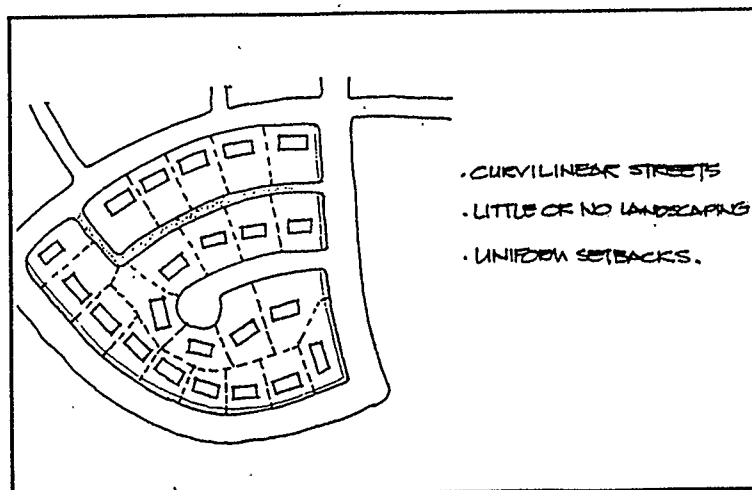 · CURVILINEAR STREETS
· LITTLE OR NO LANDSCAPING
· UNIFORM SETBACKS.